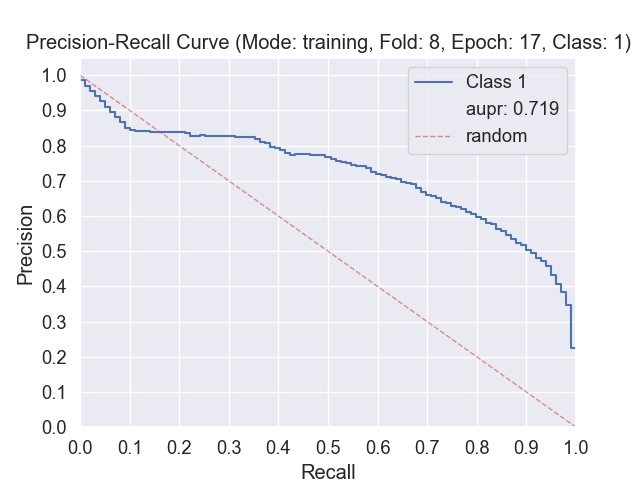 Precision-Recall Curve (Mode: training, Fold: 8, Epoch: 17, Class: 1)
1.0
0.9
0.8
0.7
0.6
0.5
0.4
0.3
0.2
0.1
0.0
Precision
Class 1
aupr: 0.719
random
0.0 0.1 0.2 0.3 0.4 0.5 0.6 0.7 0.8 0.9 1.0
Recall